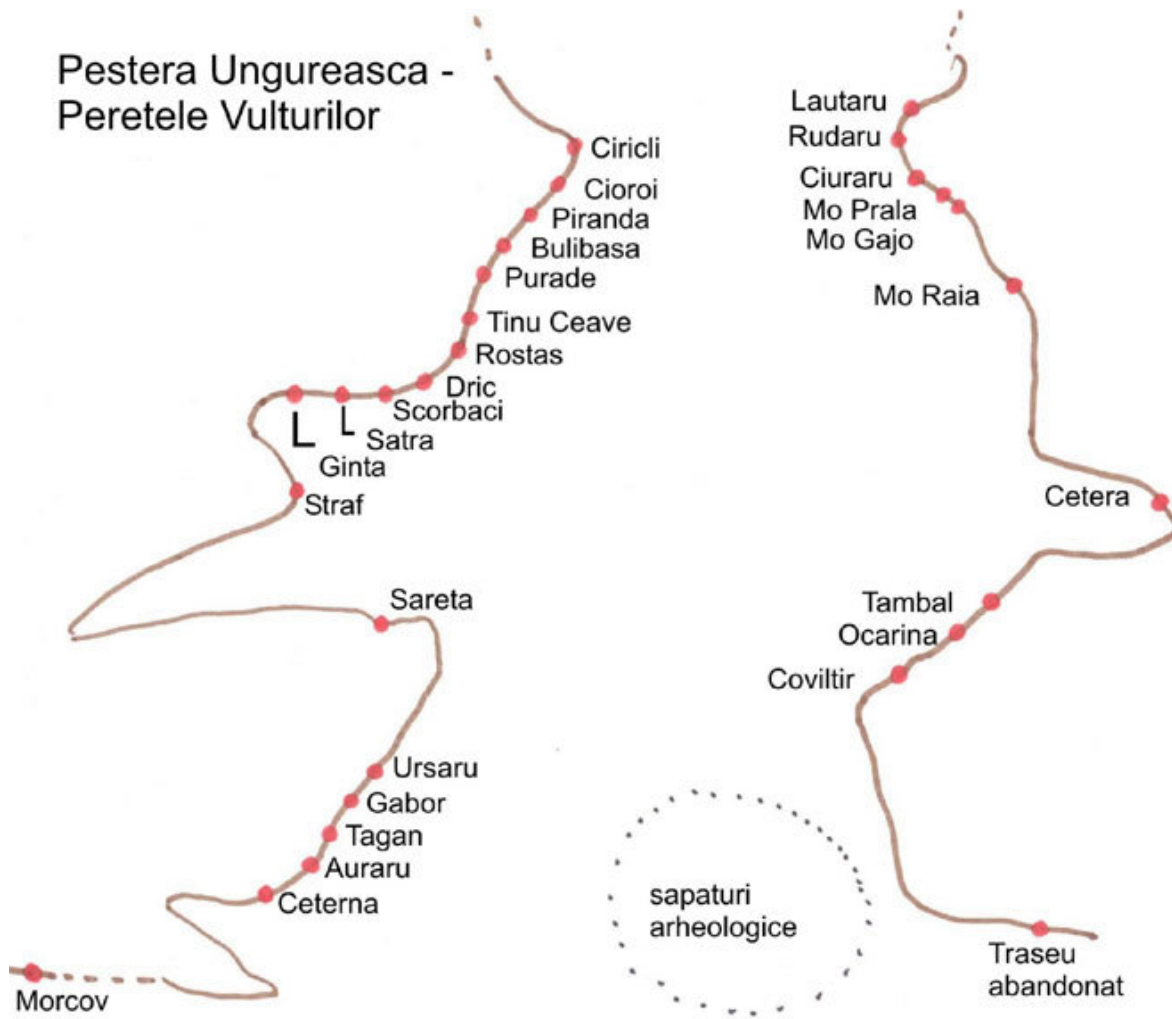 Pestera Ungureasca -
Peretele Vulturilor
Ciricli
Cioroi
Piranda
Bulibasa
Purade
Tinu Ceave
Rostas
Dric
Scorbaci
Satra
Ginta
Straf
Sareta
Ursaru
Gabor
Tagan
Auraru
Ceterna
Morcov
Lautaru
Rudaru
Ciuraru
Mo Prala
Mo Gajo
Mo Raia
Cetera
Tambal
Ocarina
Coviltir
sapaturi
arheologice
Traseu
abandonat